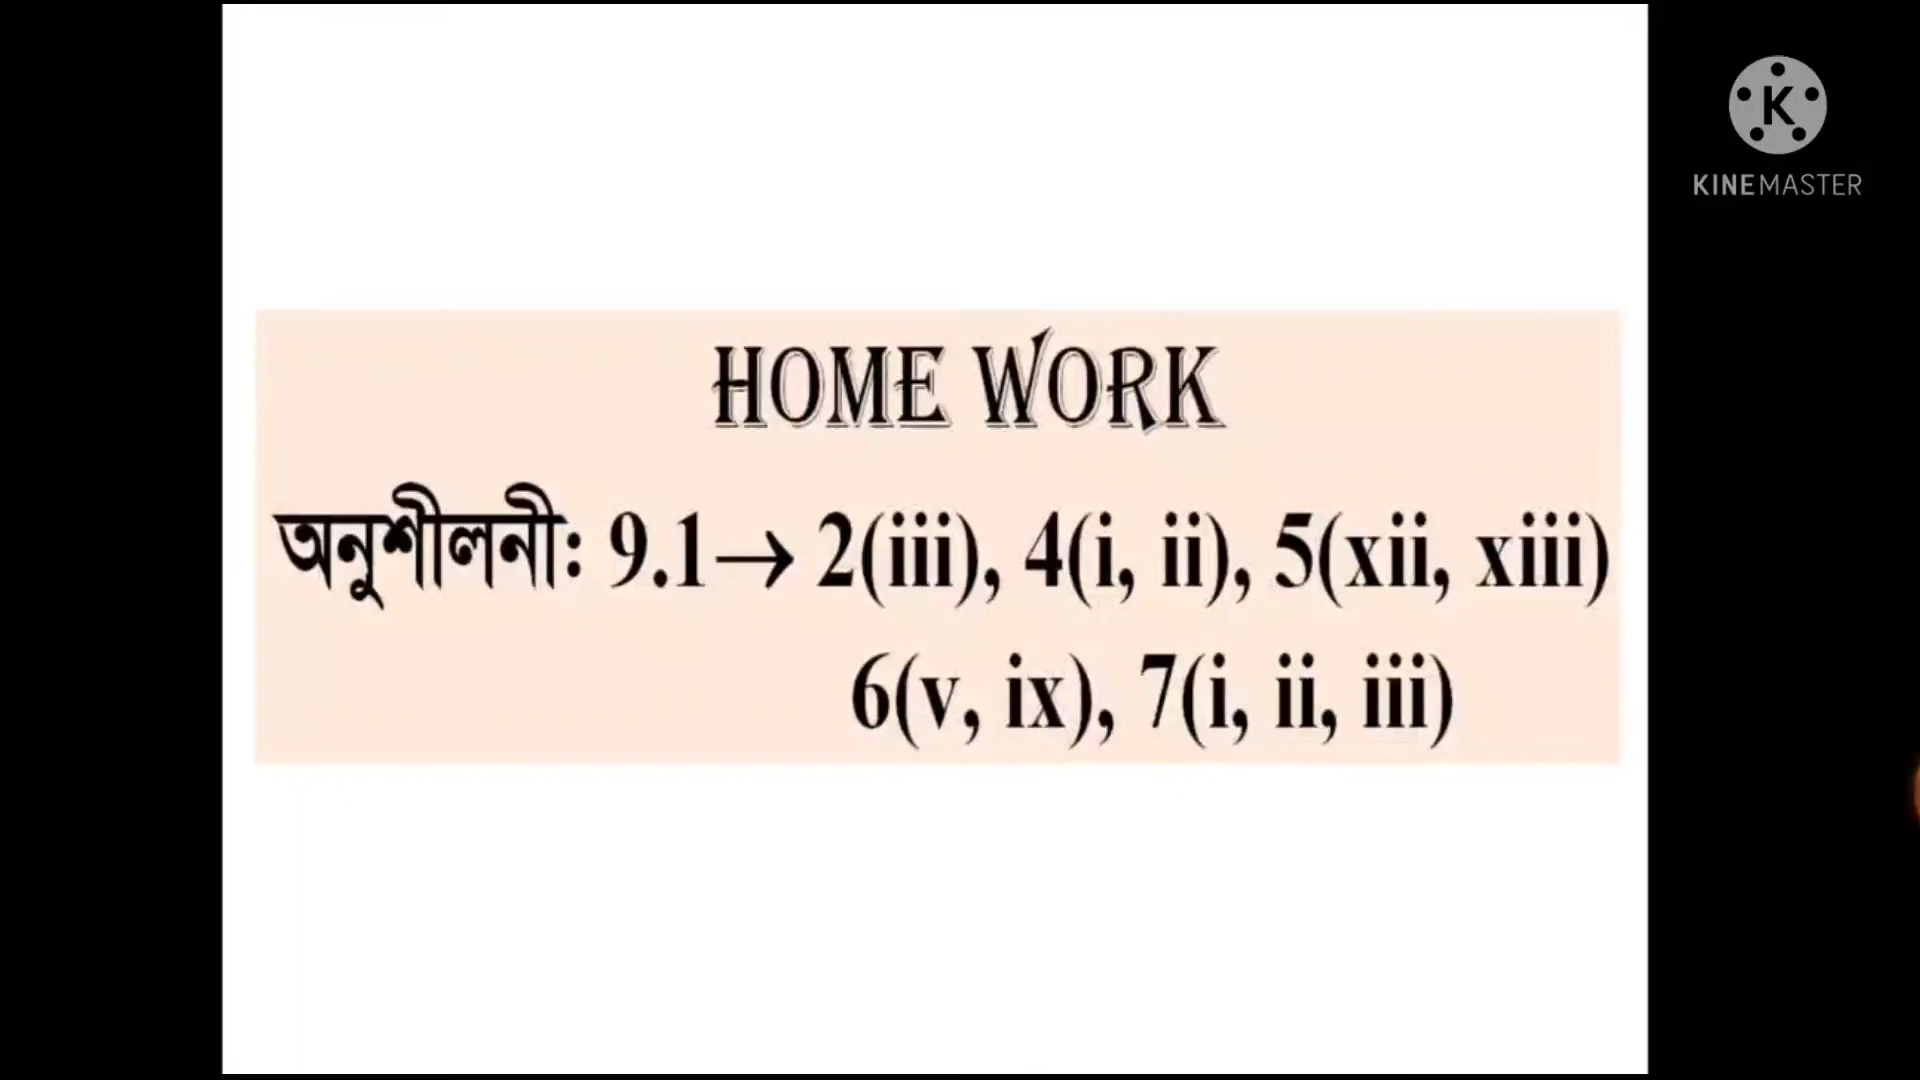 K
KINEMASTER
HOME WORK
অনুশীলনীঃ 9.1→ 2(iii), 4(i, ii), 5(xii, xiii)
6(v, ix), 7(i, ii, iii)